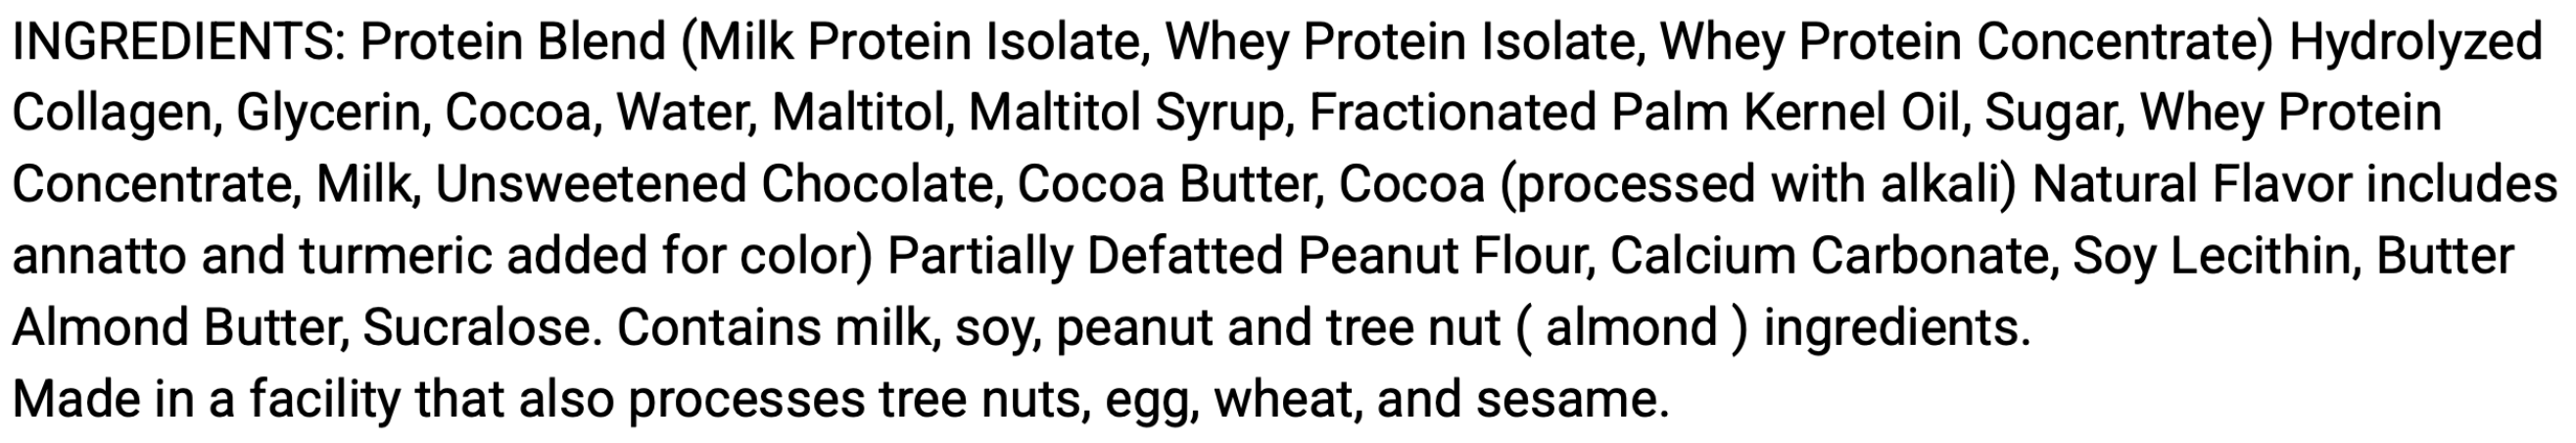 INGREDIENTS: Protein Blend (Milk Protein Isolate, Whey Protein Isolate, Whey Protein Concentrate) Hydrolyzed
Collagen, Glycerin, Cocoa, Water, Maltitol, Maltitol Syrup, Fractionated Palm Kernel Oil, Sugar, Whey Protein
Concentrate, Milk, Unsweetened Chocolate, Cocoa Butter, Cocoa (processed with alkali) Natural Flavor includes
annatto and turmeric added for color) Partially Defatted Peanut Flour, Calcium Carbonate, Soy Lecithin, Butter
Almond Butter, Sucralose. Contains milk, soy, peanut and tree nut ( almond ) ingredients.
Made in a facility that also processes tree nuts, egg, wheat, and sesame.